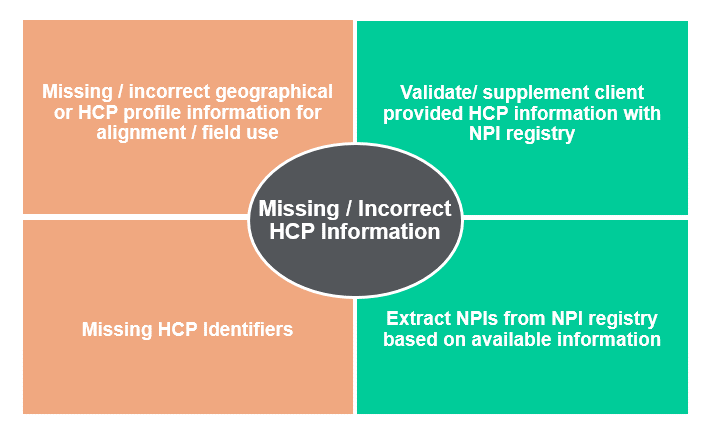 Missing / incorrect geographical
or HCP profile information for
alignment / field use
Validate/ supplement client
provided HCP information with
NPI registry
Missing / Incorrect
HCP Information
Missing HCP Identifiers
Extract NPIs from NPI registry
based on available information